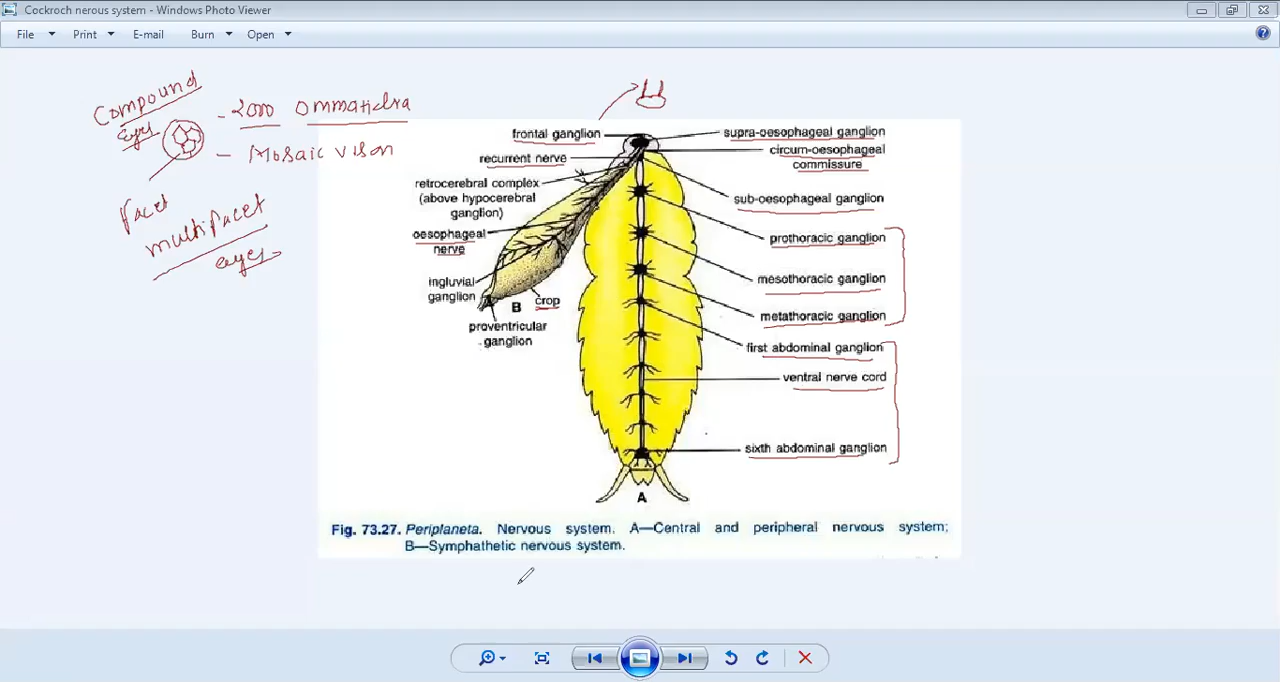 Cockroch nerous system - Windows Photo Viewer
File Print E-mail Burn Open
Compound
eyes
- 2000 ommatidia
- Mosaic vison
facet
multifacet
eyes
frontal ganglion
recurrent nerve
retrocerebral complex
(above hypocerebral
ganglion)
oesophageal
nerve
ingluvial
ganglion
B
crop
proventricular
ganglion
supra-oesophageal ganglion
circum-oesophageal
commissure
sub-oesophageal ganglion
prothoracic ganglion
mesothoracic ganglion
metathoracic ganglion
first abdominal ganglion
ventral nerve cord
sixth abdominal ganglion
A
Fig. 73.27. Periplaneta. Nervous system. A—Central and peripheral nervous system;
B—Symphathetic nervous system.